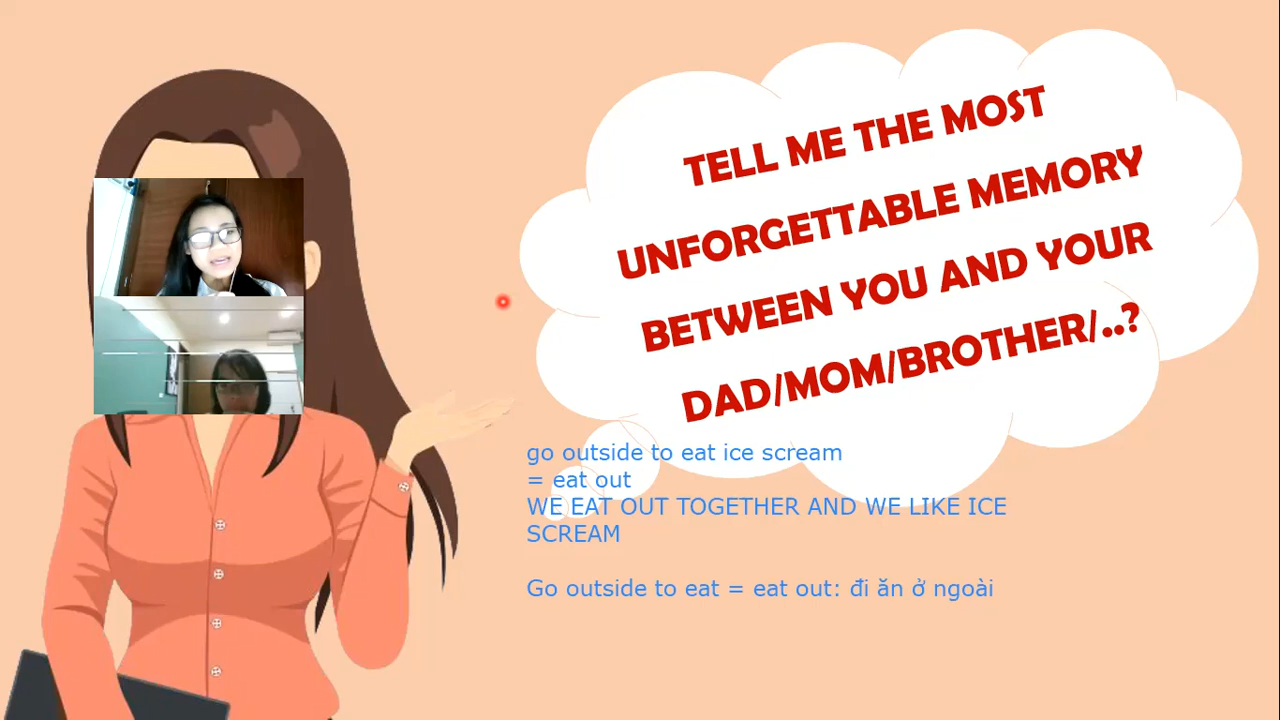 TELL ME THE MOST
UNFORGETTABLE MEMORY
BETWEEN YOU AND YOUR
DAD/MOM/BROTHER/..?
go outside to eat ice scream
= eat out
WE EAT OUT TOGETHER AND WE LIKE ICE
SCREAM
Go outside to eat = eat out: đi ăn ở ngoài